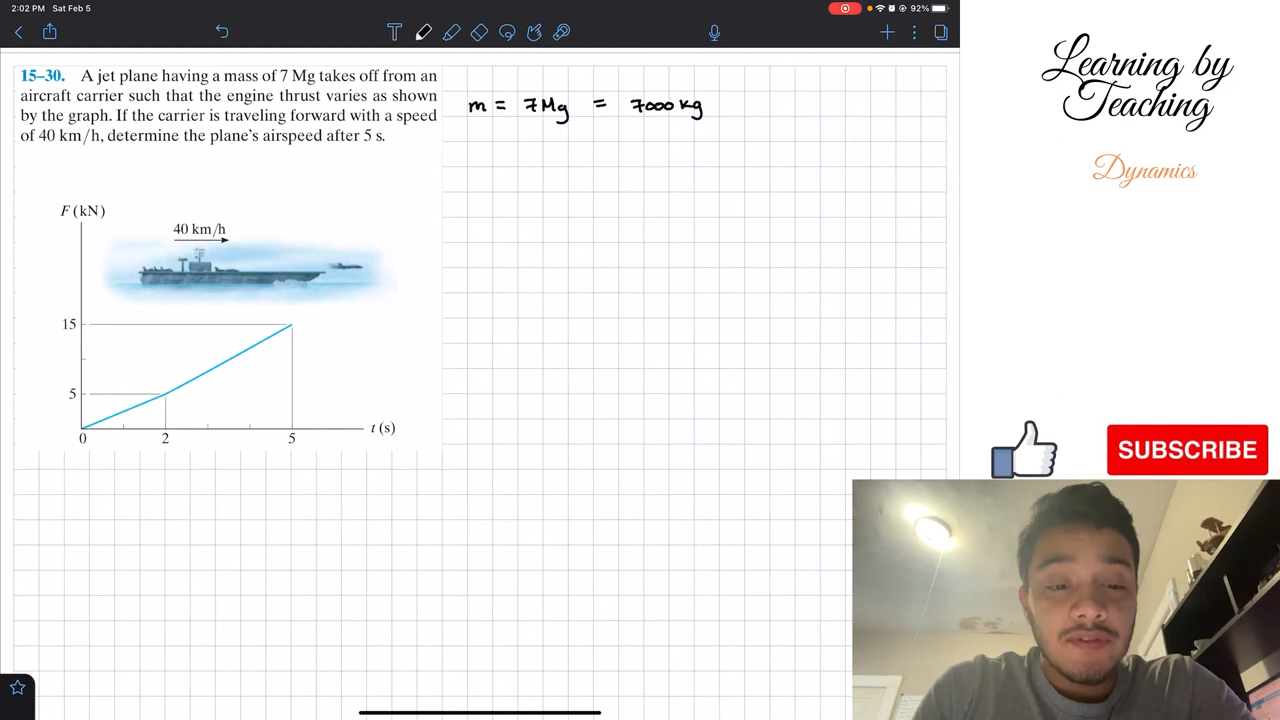 2:02 PM Sat Feb 5
92%
15–30. A jet plane having a mass of 7 Mg takes off from an
aircraft carrier such that the engine thrust varies as shown
by the graph. If the carrier is traveling forward with a speed
of 40 km/h, determine the plane's airspeed after 5 s.
m = 7Mg = 7000 kg
F (kN)
40 km/h
15
5
0
2
5
t (s)
Learning by
Teaching
Dynamics
SUBSCRIBE